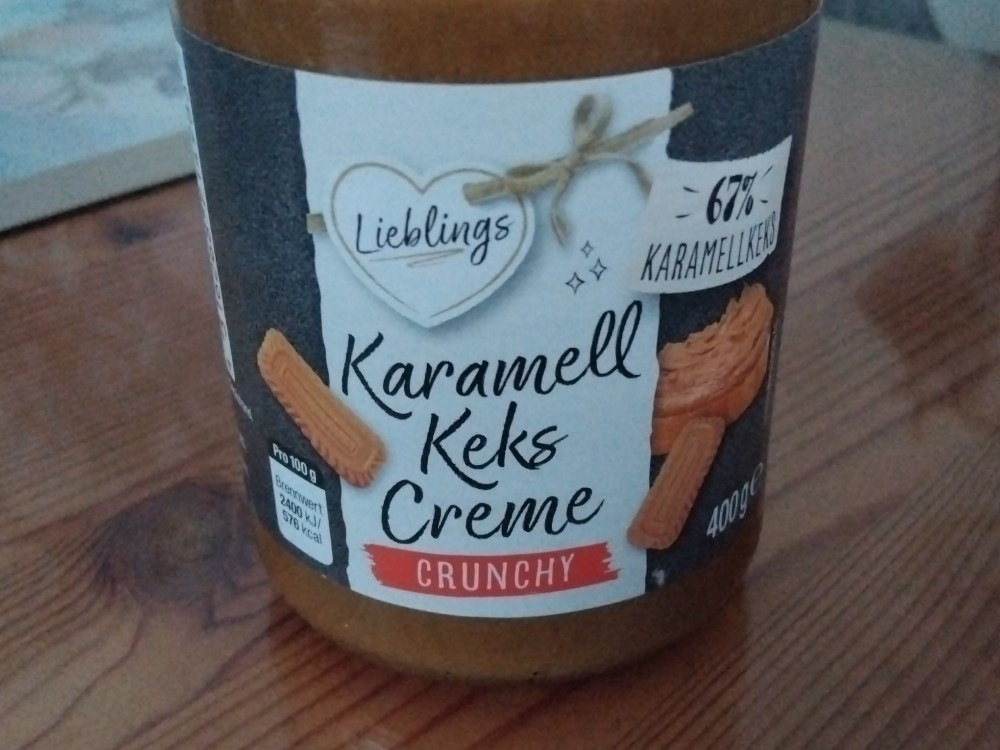 Lieblings
67%
KARAMELLKEKS
Karamell
Keks
Creme
CRUNCHY
Pro 100 g
Brennwert
2400 kJ/
576 kcal
400g e